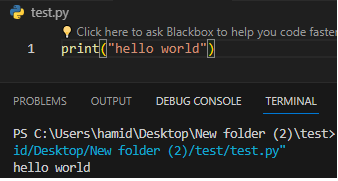 test.py
Click here to ask Blackbox to help you code faster
1 print("hello world")
PROBLEMS OUTPUT DEBUG CONSOLE TERMINAL
PS C:\Users\hamid\Desktop\New folder (2)\test>
id/Desktop/New folder (2)/test/test.py"
hello world